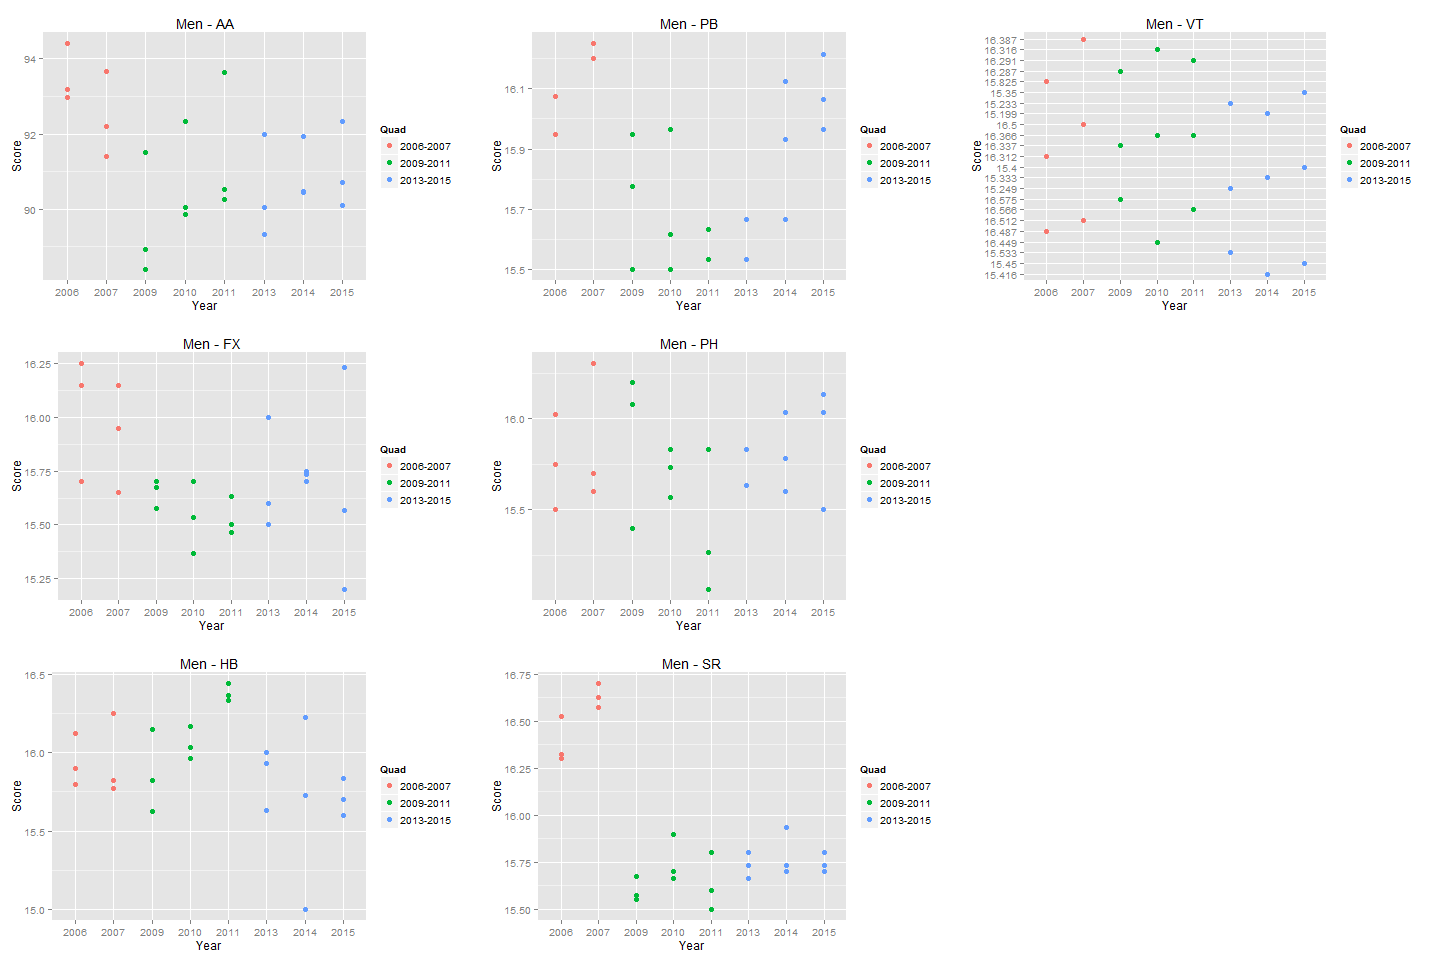 Men - AA
Score
94
92
90
2006 2007 2009 2010 2011 2013 2014 2015
Year
Quad
2006-2007
2009-2011
2013-2015
Men - PB
Score
16.1
15.9
15.7
15.5
2006 2007 2009 2010 2011 2013 2014 2015
Year
Quad
2006-2007
2009-2011
2013-2015
Men - VT
Score
16.387
16.316
16.291
16.287
15.825
15.35
15.233
15.199
16.5
16.366
16.337
16.312
15.4
15.333
15.249
16.575
16.566
16.512
16.487
16.449
15.533
15.45
15.416
2006 2007 2009 2010 2011 2013 2014 2015
Year
Quad
2006-2007
2009-2011
2013-2015
Men - FX
Score
16.25
16.00
15.75
15.50
15.25
2006 2007 2009 2010 2011 2013 2014 2015
Year
Quad
2006-2007
2009-2011
2013-2015
Men - PH
Score
16.0
15.5
2006 2007 2009 2010 2011 2013 2014 2015
Year
Quad
2006-2007
2009-2011
2013-2015
Men - HB
Score
16.5
16.0
15.5
15.0
2006 2007 2009 2010 2011 2013 2014 2015
Year
Quad
2006-2007
2009-2011
2013-2015
Men - SR
Score
16.75
16.50
16.25
16.00
15.75
15.50
2006 2007 2009 2010 2011 2013 2014 2015
Year
Quad
2006-2007
2009-2011
2013-2015